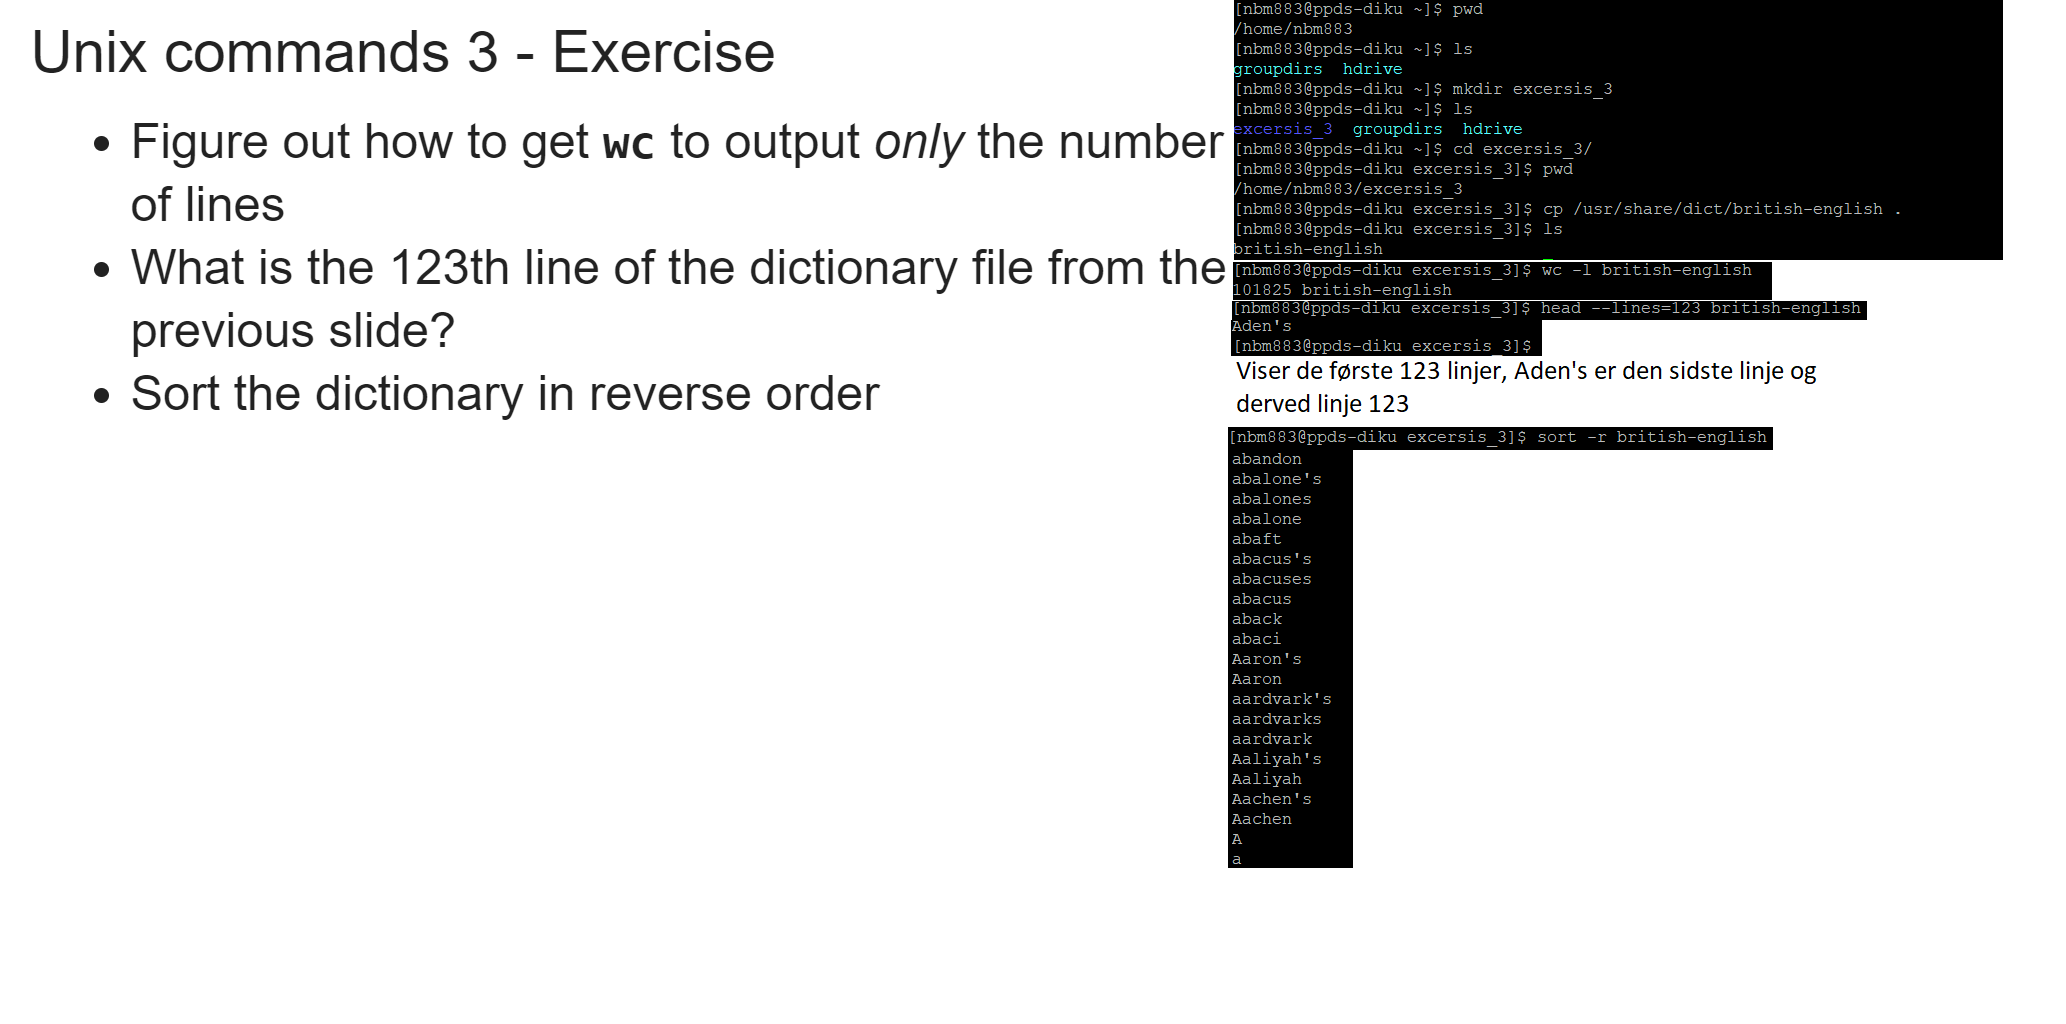 Unix commands 3 - Exercise
• Figure out how to get wc to output only the number
of lines
• What is the 123th line of the dictionary file from the
previous slide?
• Sort the dictionary in reverse order
[nbm883@ppds-diku ~]$ pwd
/home/nbm883
[nbm883@ppds-diku ~]$ ls
groupdirs  hdrive
[nbm883@ppds-diku ~]$ mkdir excersis_3
[nbm883@ppds-diku ~]$ ls
excersis_3  groupdirs  hdrive
[nbm883@ppds-diku ~]$ cd excersis_3/
[nbm883@ppds-diku excersis_3]$ pwd
/home/nbm883/excersis_3
[nbm883@ppds-diku excersis_3]$ cp /usr/share/dict/british-english .
[nbm883@ppds-diku excersis_3]$ ls
british-english
[nbm883@ppds-diku excersis_3]$ wc -l british-english
101825 british-english
[nbm883@ppds-diku excersis_3]$ head --lines=123 british-english
Aden's
[nbm883@ppds-diku excersis_3]$
Viser de første 123 linjer, Aden's er den sidste linje og
derved linje 123
[nbm883@ppds-diku excersis_3]$ sort -r british-english
abandon
abalone's
abalones
abalone
abaft
abacus's
abacuses
abacus
aback
abaci
Aaron's
Aaron
aardvark's
aardvarks
aardvark
Aaliyah's
Aaliyah
Aachen's
Aachen
A
a